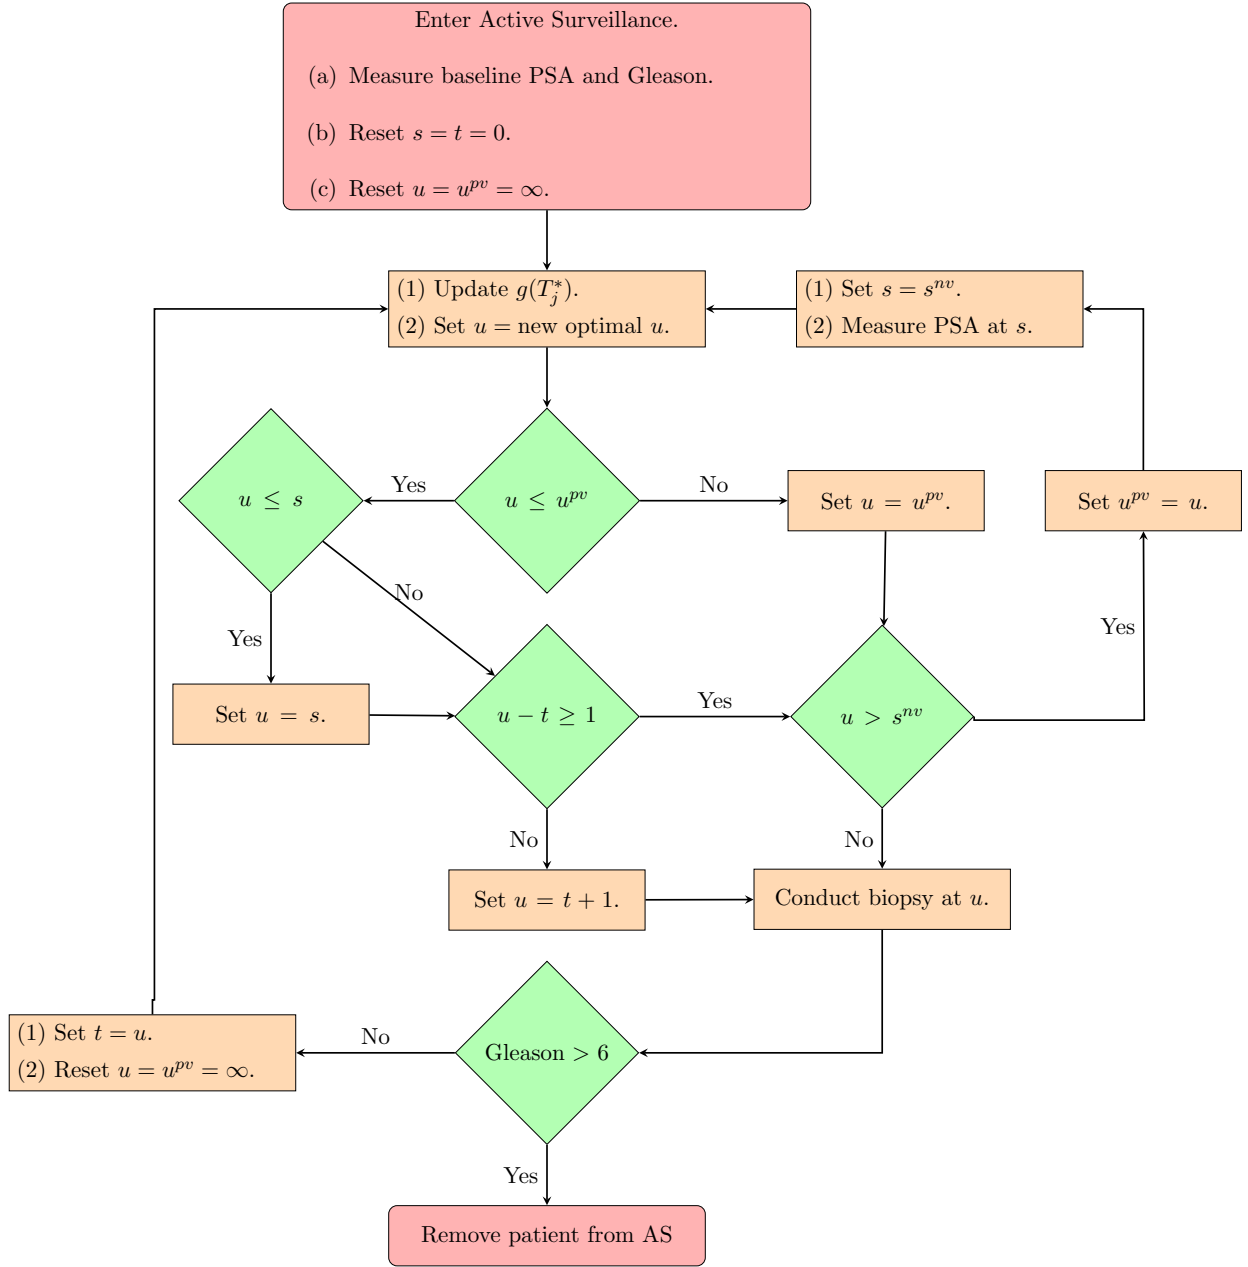 Enter Active Surveillance.
(a) Measure baseline PSA and Gleason.
(b) Reset s = t = 0.
(c) Reset u = u^{pv} = ∞.
(1) Update g(T_j^*).
(2) Set u = new optimal u.
(1) Set s = s^{nv}.
(2) Measure PSA at s.
u ≤ s
Yes
u ≤ u^{pv}
No
Set u = u^{pv}.
Set u^{pv} = u.
No
Yes
Yes
Set u = s.
u − t ≥ 1
Yes
u > s^{nv}
No
No
Set u = t + 1.
Conduct biopsy at u.
(1) Set t = u.
(2) Reset u = u^{pv} = ∞.
No
Gleason > 6
Yes
Remove patient from AS